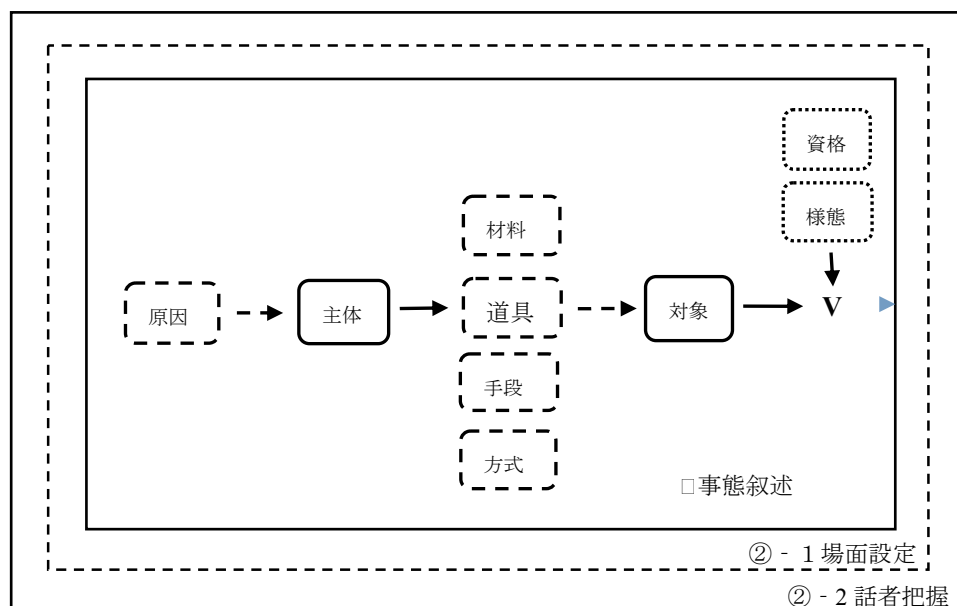 資格
様態
材料
原因
主体
道具
対象
V
手段
方式
□事態叙述
②‐１場面設定
②‐2 話者把握